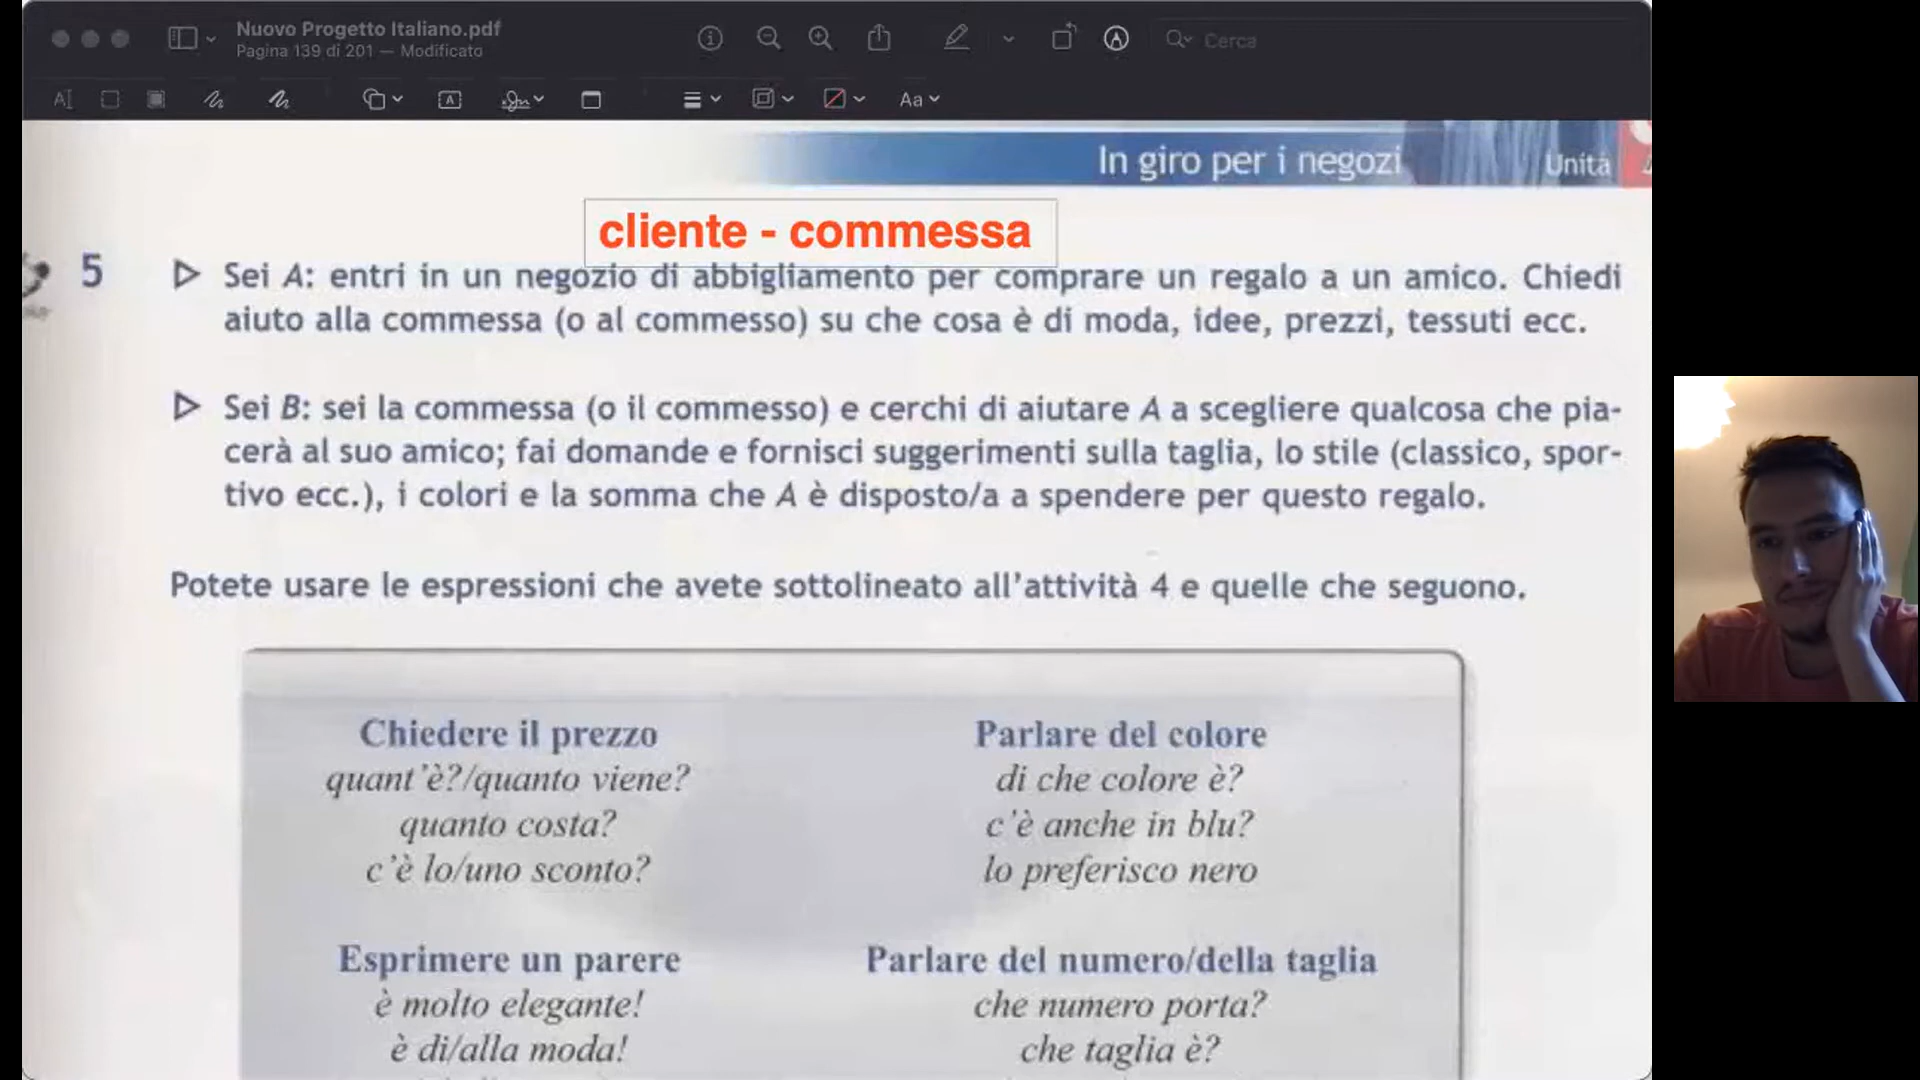 Nuovo Progetto Italiano.pdf
Pagina 139 di 201 — Modificato
Cerca
Aa
In giro per i negozi
Unità
cliente - commessa
5
Sei A: entri in un negozio di abbigliamento per comprare un regalo a un amico. Chiedi
aiuto alla commessa (o al commesso) su che cosa è di moda, idee, prezzi, tessuti ecc.
Sei B: sei la commessa (o il commesso) e cerchi di aiutare A a scegliere qualcosa che pia-
cerà al suo amico; fai domande e fornisci suggerimenti sulla taglia, lo stile (classico, spor-
tivo ecc.), i colori e la somma che A è disposto/a a spendere per questo regalo.
Potete usare le espressioni che avete sottolineato all'attività 4 e quelle che seguono.
Chiedere il prezzo
quant'è?/quanto viene?
quanto costa?
c'è lo/uno sconto?
Parlare del colore
di che colore è?
c'è anche in blu?
lo preferisco nero
Esprimere un parere
è molto elegante!
è di/alla moda!
Parlare del numero/della taglia
che numero porta?
che taglia è?